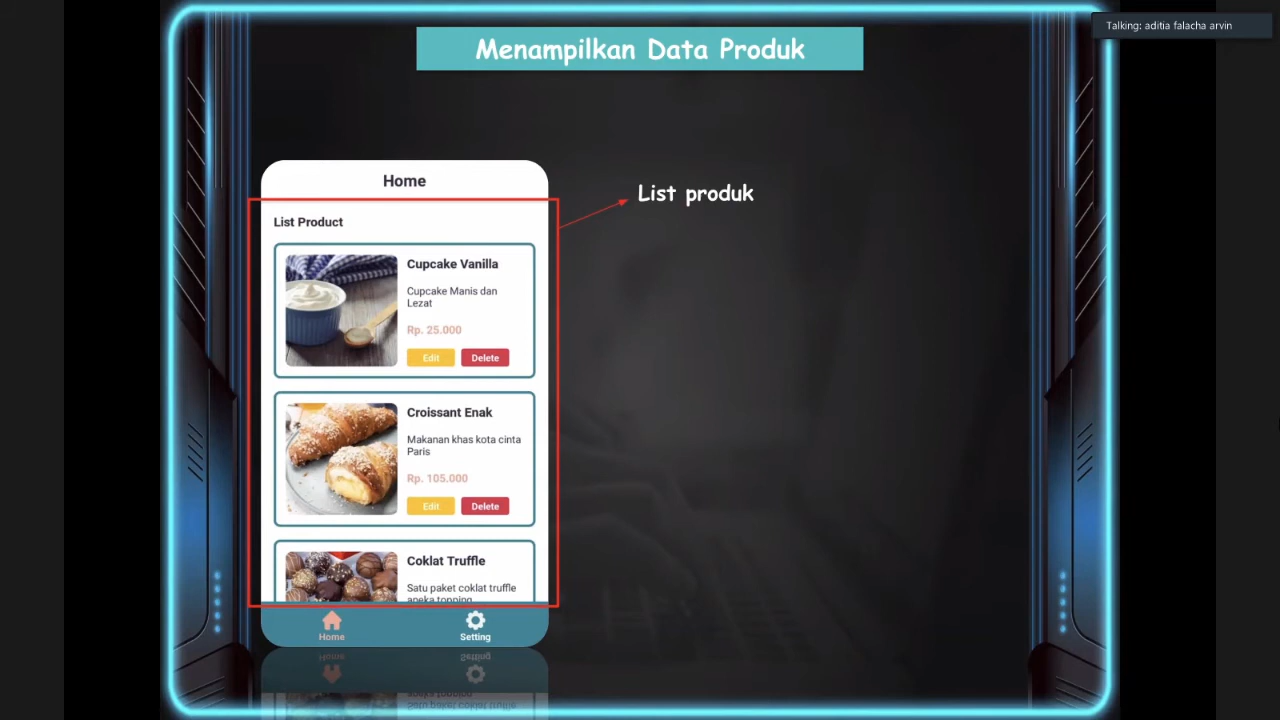 Talking: aditia falacha arvin
Menampilkan Data Produk
Home
List produk
List Product
Cupcake Vanilla
Cupcake Manis dan
Lezat
Rp. 25.000
Edit
Delete
Croissant Enak
Makanan khas kota cinta
Paris
Rp. 105.000
Edit
Delete
Coklat Truffle
Satu paket coklat truffle
aneka topping
Home
Setting